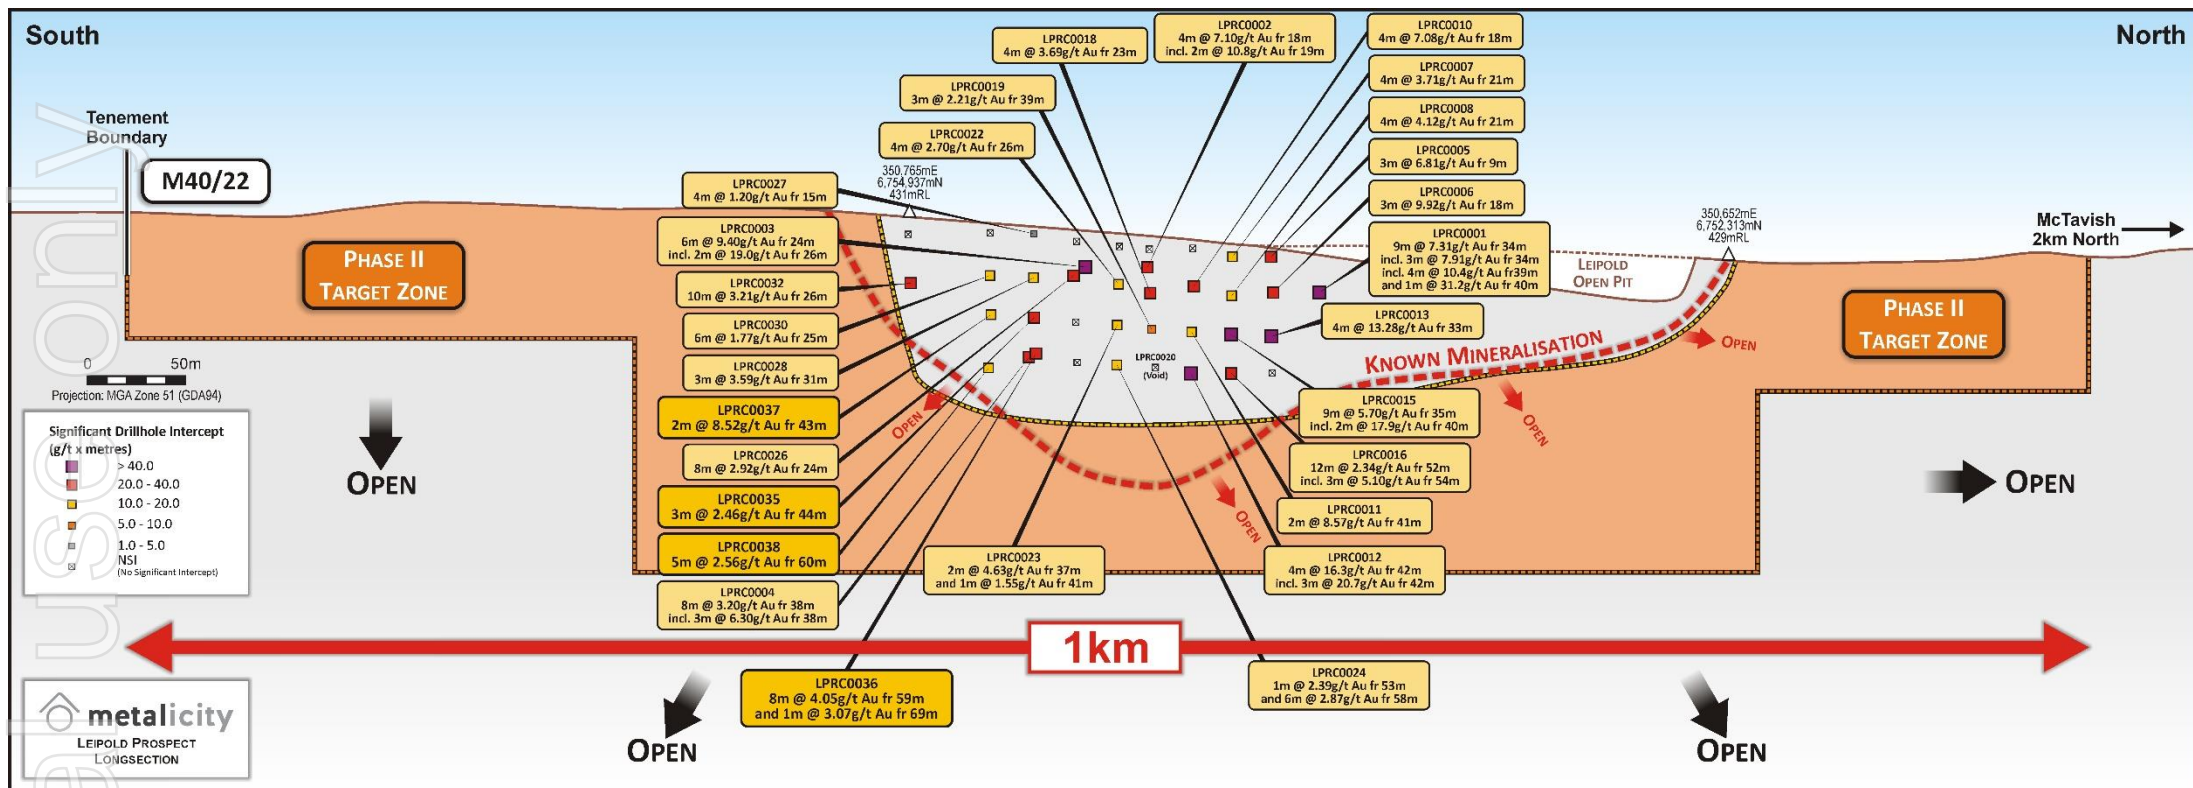 South
North
Tenement
Boundary
M40/22
PHASE II
TARGET ZONE
350,765mE
6,754,937mN
431mRL
LPRC0018
4m @ 3.69g/t Au fr 23m
LPRC0002
4m @ 7.10g/t Au fr 18m
incl. 2m @ 10.8g/t Au fr 19m
LPRC0010
4m @ 7.08g/t Au fr 18m
LPRC0019
3m @ 2.21g/t Au fr 39m
LPRC0007
4m @ 3.71g/t Au fr 21m
LPRC0022
4m @ 2.70g/t Au fr 26m
LPRC0008
4m @ 4.12g/t Au fr 21m
LPRC0005
3m @ 6.81g/t Au fr 9m
LPRC0006
3m @ 9.92g/t Au fr 18m
LPRC0001
9m @ 7.31g/t Au fr 34m
incl. 3m @ 7.91g/t Au fr 34m
incl. 4m @ 10.4g/t Au fr39m
and 1m @ 31.2g/t Au fr 40m
LPRC0013
4m @ 13.28g/t Au fr 33m
LPRC0027
4m @ 1.20g/t Au fr 15m
LPRC0003
6m @ 9.40g/t Au fr 24m
incl. 2m @ 19.0g/t Au fr 26m
LPRC0032
10m @ 3.21g/t Au fr 26m
LPRC0030
6m @ 1.77g/t Au fr 25m
LPRC0028
3m @ 3.59g/t Au fr 31m
LPRC0037
2m @ 8.52g/t Au fr 43m
LPRC0026
8m @ 2.92g/t Au fr 24m
LPRC0035
3m @ 2.46g/t Au fr 44m
LPRC0038
5m @ 2.56g/t Au fr 60m
LPRC0004
8m @ 3.20g/t Au fr 38m
incl. 3m @ 6.30g/t Au fr 38m
LPRC0036
8m @ 4.05g/t Au fr 59m
and 1m @ 3.07g/t Au fr 69m
LPRC0023
2m @ 4.63g/t Au fr 37m
and 1m @ 1.55g/t Au fr 41m
LPRC0020
(Void)
LPRC0015
9m @ 5.70g/t Au fr 35m
incl. 2m @ 17.9g/t Au fr 40m
LPRC0016
12m @ 2.34g/t Au fr 52m
incl. 3m @ 5.10g/t Au fr 54m
LPRC0011
2m @ 8.57g/t Au fr 41m
LPRC0012
4m @ 16.3g/t Au fr 42m
incl. 3m @ 20.7g/t Au fr 42m
LPRC0024
1m @ 2.39g/t Au fr 53m
and 6m @ 2.87g/t Au fr 58m
350,652mE
6,752,313mN
429mRL
McTavish
2km North
LEIPOLD
OPEN PIT
KNOWN MINERALISATION
OPEN
OPEN
OPEN
OPEN
PHASE II
TARGET ZONE
OPEN
OPEN
OPEN
OPEN
1km
0 50m
Projection: MGA Zone 51 (GDA94)
Significant Drillhole Intercept
(g/t x metres)
> 40.0
20.0 - 40.0
10.0 - 20.0
5.0 - 10.0
1.0 - 5.0
NSI
(No Significant Intercept)
metalicity
LEIPOLD PROSPECT
LONGSECTION
al use only